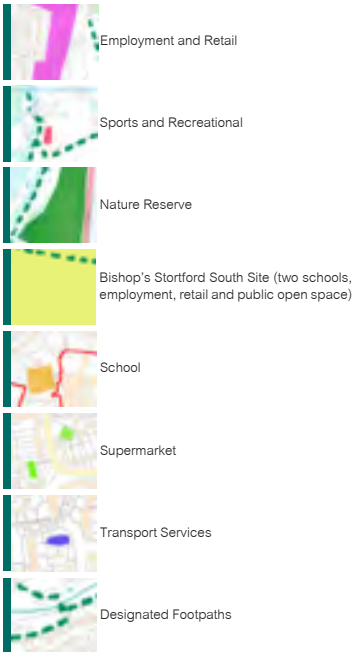 Employment and Retail
Sports and Recreational
Nature Reserve
Bishop's Stortford South Site (two schools,
employment, retail and public open space)
School
Supermarket
Transport Services
Designated Footpaths